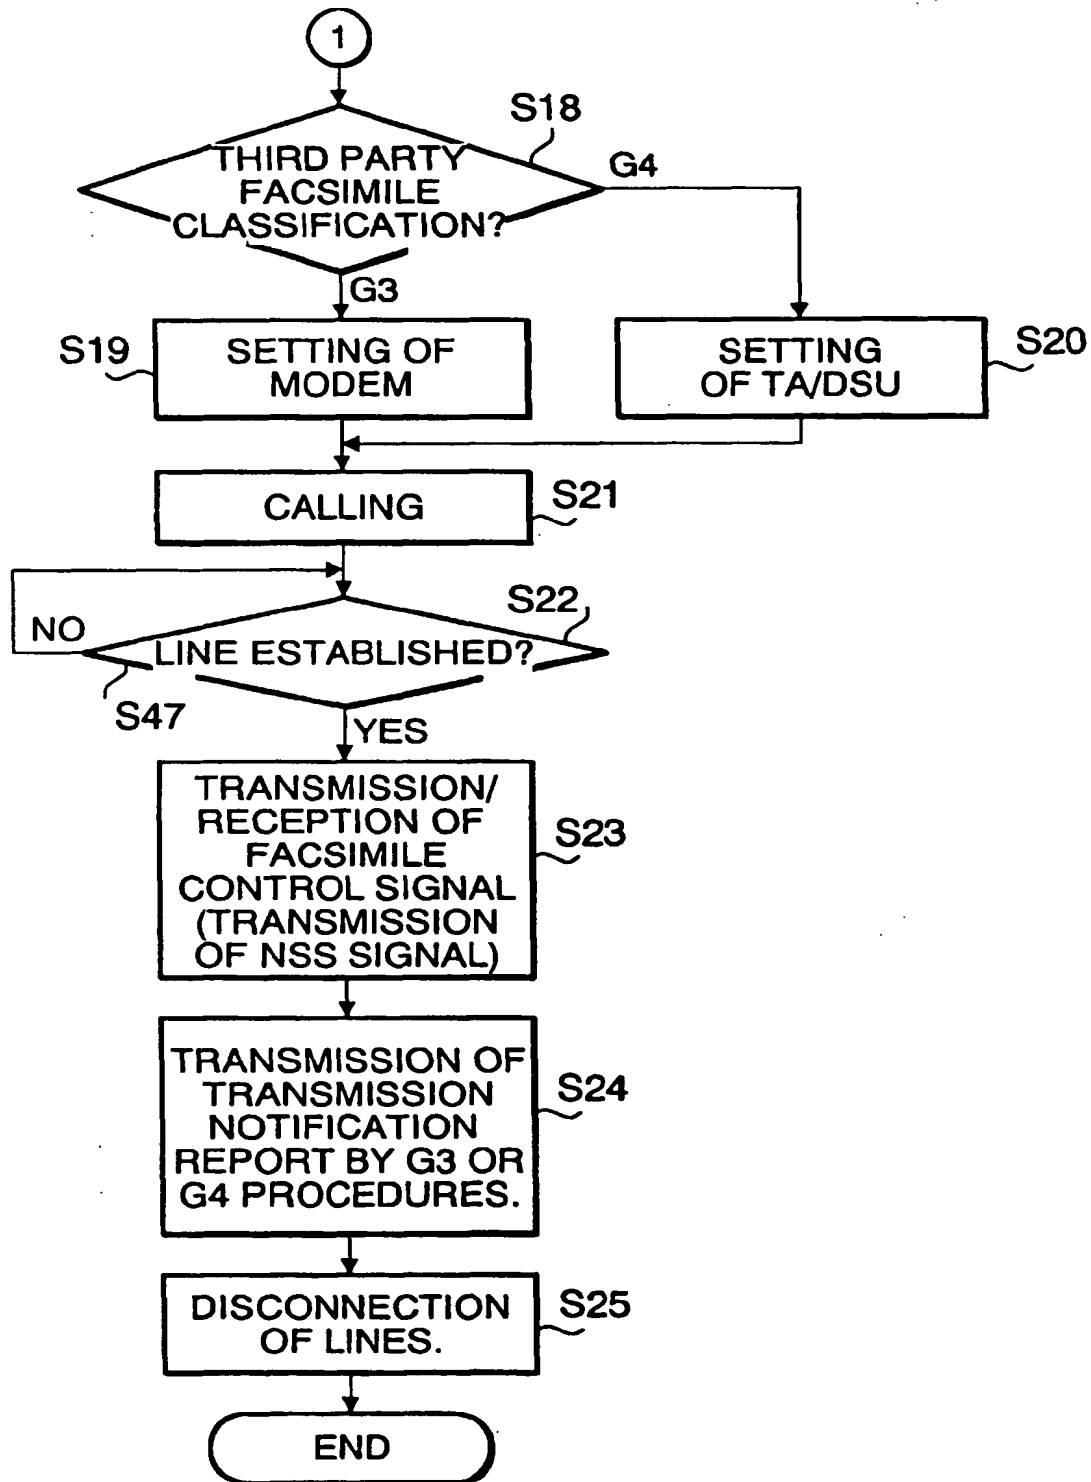 1
S18
THIRD PARTY
FACSIMILE
CLASSIFICATION?
G4
G3
S19
SETTING OF
MODEM
SETTING
OF TA/DSU
S20
CALLING
S21
S22
NO
LINE ESTABLISHED?
S47
YES
TRANSMISSION/
RECEPTION OF
FACSIMILE
CONTROL SIGNAL
(TRANSMISSION
OF NSS SIGNAL)
S23
TRANSMISSION OF
TRANSMISSION
NOTIFICATION
REPORT BY G3 OR
G4 PROCEDURES.
S24
DISCONNECTION
OF LINES.
S25
END